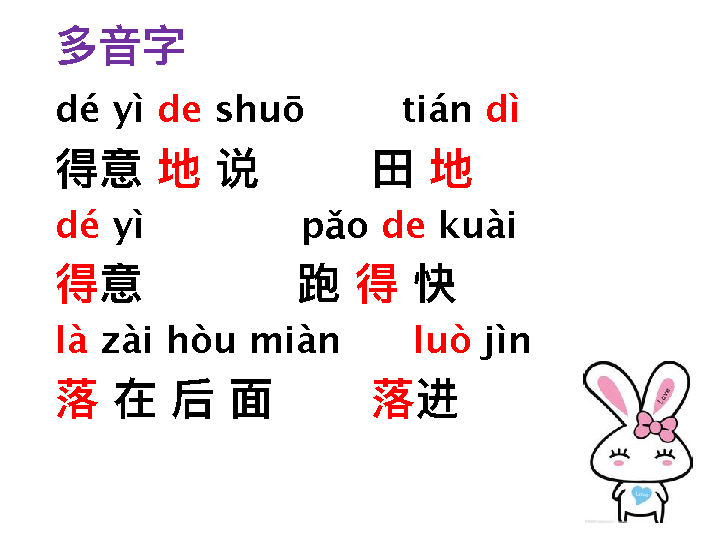 多音字
dé yì de shuō tián dì
得意 地 说 田 地
dé yì pǎo de kuài
得意 跑 得 快
là zài hòu miàn luò jìn
落 在 后 面 落进
Love